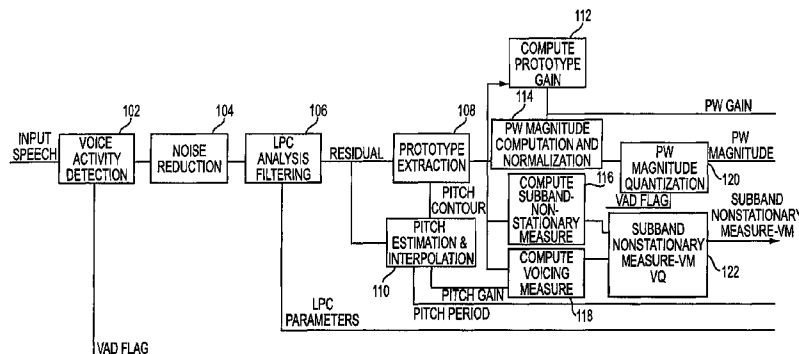 112
COMPUTE
PROTOTYPE
GAIN
102
104
106
108
114
PW GAIN
INPUT
SPEECH
VOICE
ACTIVITY
DETECTION
NOISE
REDUCTION
LPC
ANALYSIS
FILTERING
RESIDUAL
PROTOTYPE
EXTRACTION
PW MAGNITUDE
COMPUTATION AND
NORMALIZATION
PW
MAGNITUDE
QUANTIZATION
PW
MAGNITUDE
120
116
PITCH
CONTOUR
COMPUTE
SUBBAND-
NON-
STATIONARY
MEASURE
VAD FLAG
SUBBAND
NONSTATIONARY
MEASURE-VM
PITCH
ESTIMATION &
INTERPOLATION
SUBBAND
NONSTATIONARY
MEASURE-VM
VQ
122
110
COMPUTE
VOICING
MEASURE
118
PITCH GAIN
PITCH PERIOD
LPC
PARAMETERS
VAD FLAG